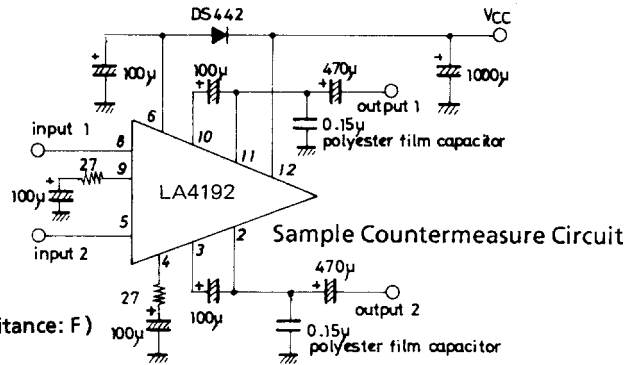 DS442
VCC
+
100μ
+
100μ
470μ
+
+
1000μ
output 1
0.15μ
polyester film capacitor
input 1
6
10
11
12
8
27
9
+
100μ
LA4192
5
input 2
4
3
2
Sample Countermeasure Circuit
27
+
100μ
+
100μ
470μ
+
output 2
0.15μ
polyester film capacitor
itance: F)